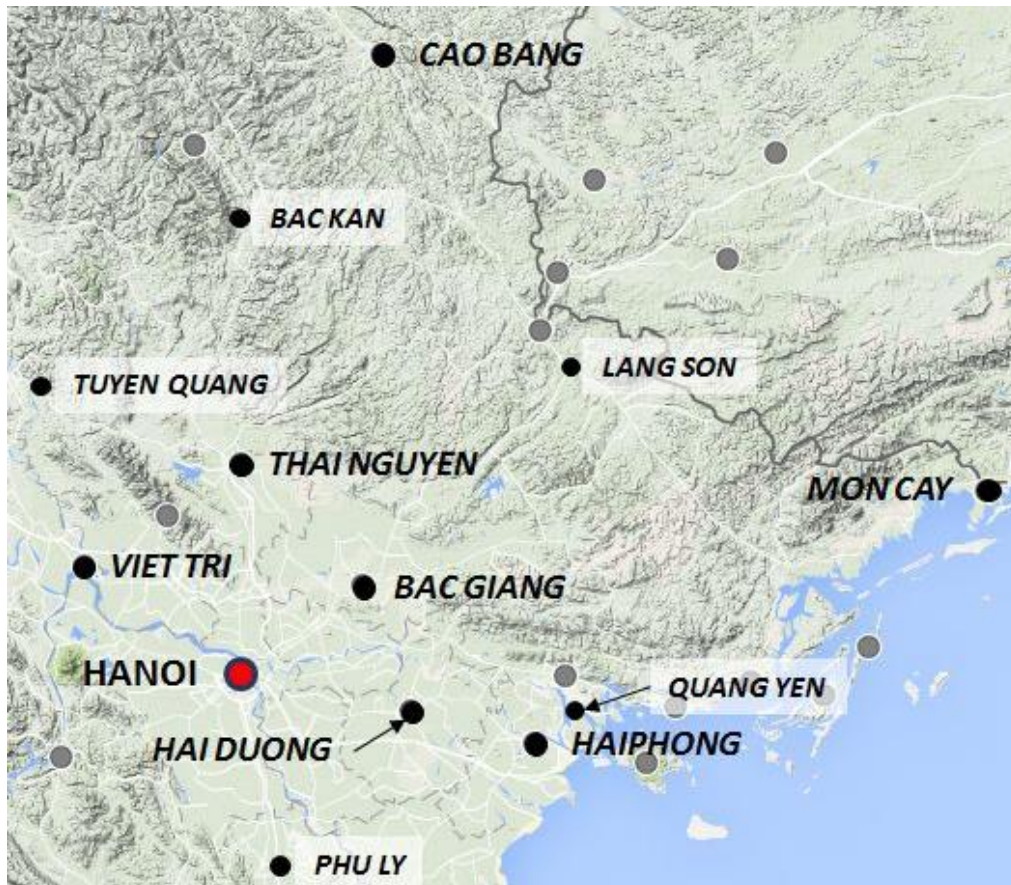 CAO BANG
BAC KAN
LANG SON
TUYEN QUANG
THAI NGUYEN
MON CAY
VIET TRI
BAC GIANG
HANOI
QUANG YEN
HAI DUONG
HAIPHONG
PHU LY